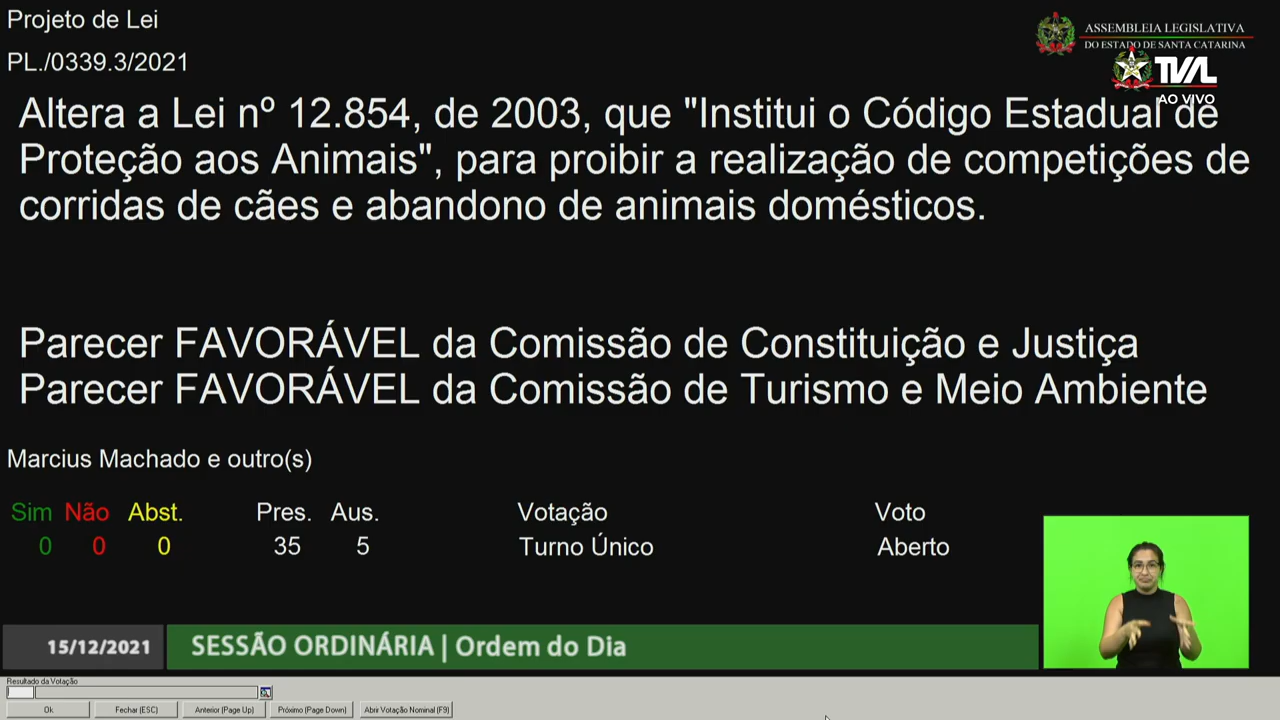 Projeto de Lei
PL./0339.3/2021
ASSEMBLEIA LEGISLATIVA
DO ESTADO DE SANTA CATARINA
TVAL
AO VIVO
Altera a Lei nº 12.854, de 2003, que "Institui o Código Estadual de
Proteção aos Animais", para proibir a realização de competições de
corridas de cães e abandono de animais domésticos.
Parecer FAVORÁVEL da Comissão de Constituição e Justiça
Parecer FAVORÁVEL da Comissão de Turismo e Meio Ambiente
Marcius Machado e outro(s)
Sim Não Abst. Pres. Aus. Votação Voto
0 0 0 35 5 Turno Único Aberto
15/12/2021 SESSÃO ORDINÁRIA | Ordem do Dia
Resultado da Votação
Ok Fechar (ESC) Anterior (Page Up) Próximo (Page Down) Abrir Votação Nominal (F9)